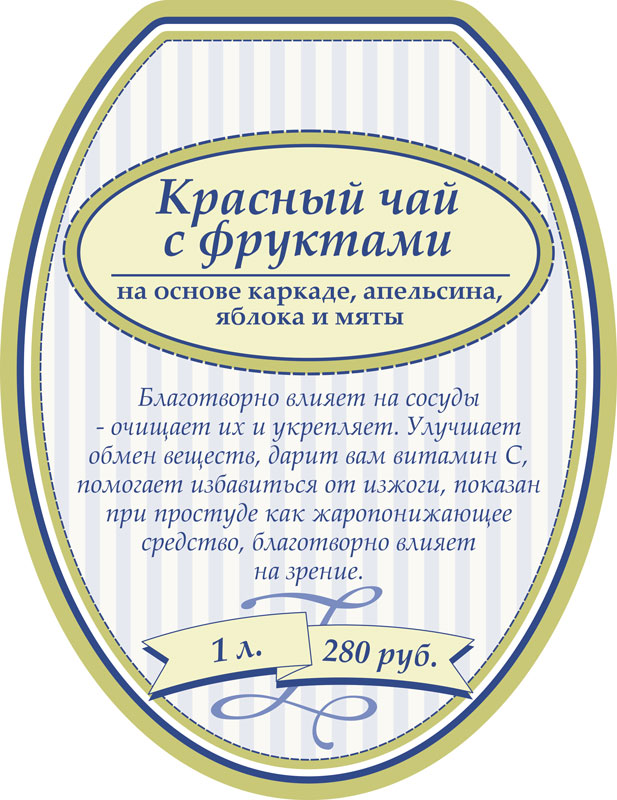 Красный чай
с фруктами
на основе каркаде, апельсина,
яблока и мяты
Благотворно влияет на сосуды
- очищает их и укрепляет. Улучшает
обмен веществ, дарит вам витамин С,
помогает избавиться от изжоги, показан
при простуде как жаропонижающее
средство, благотворно влияет
на зрение.
1 л. 280 руб.